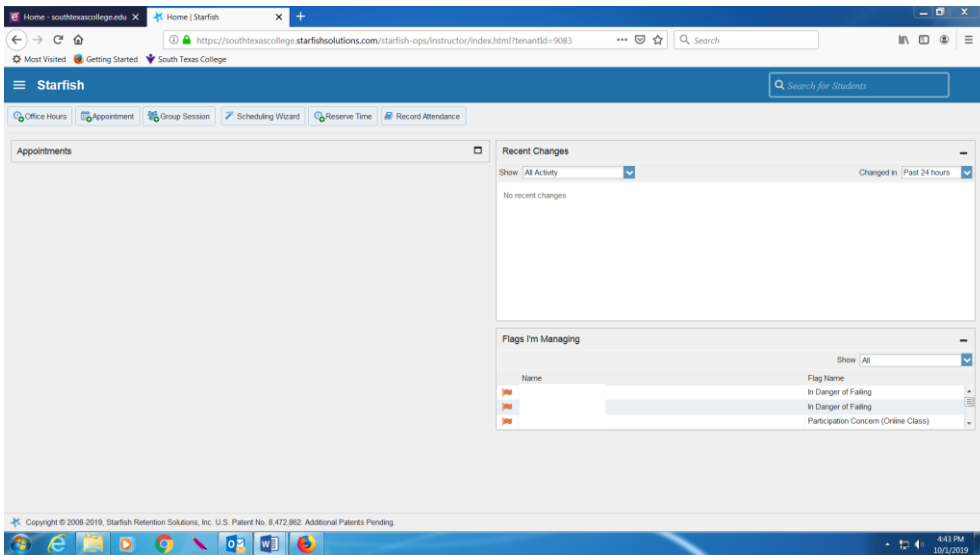 Home - southtexascollege.edu
Home | Starfish
https://southtexascollege.starfishsolutions.com/starfish-ops/instructor/index.html?tenantId=9083
Search
Most Visited Getting Started South Texas College
Starfish
Search for Students
Office Hours Appointment Group Session Scheduling Wizard Reserve Time Record Attendance
Appointments
Recent Changes
Show All Activity Changed in Past 24 hours
No recent changes
Flags I'm Managing
Show All
Name Flag Name
In Danger of Failing
In Danger of Failing
Participation Concern (Online Class)
Copyright © 2008-2019, Starfish Retention Solutions, Inc. U.S. Patent No. 8,472,862. Additional Patents Pending.
4:43 PM
10/1/2019